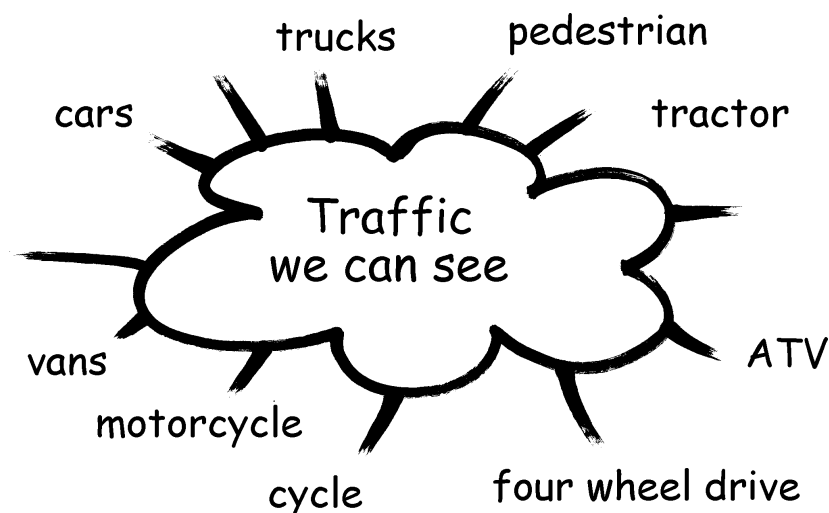 trucks
pedestrian
cars
tractor
Traffic
we can see
vans
ATV
motorcycle
cycle
four wheel drive